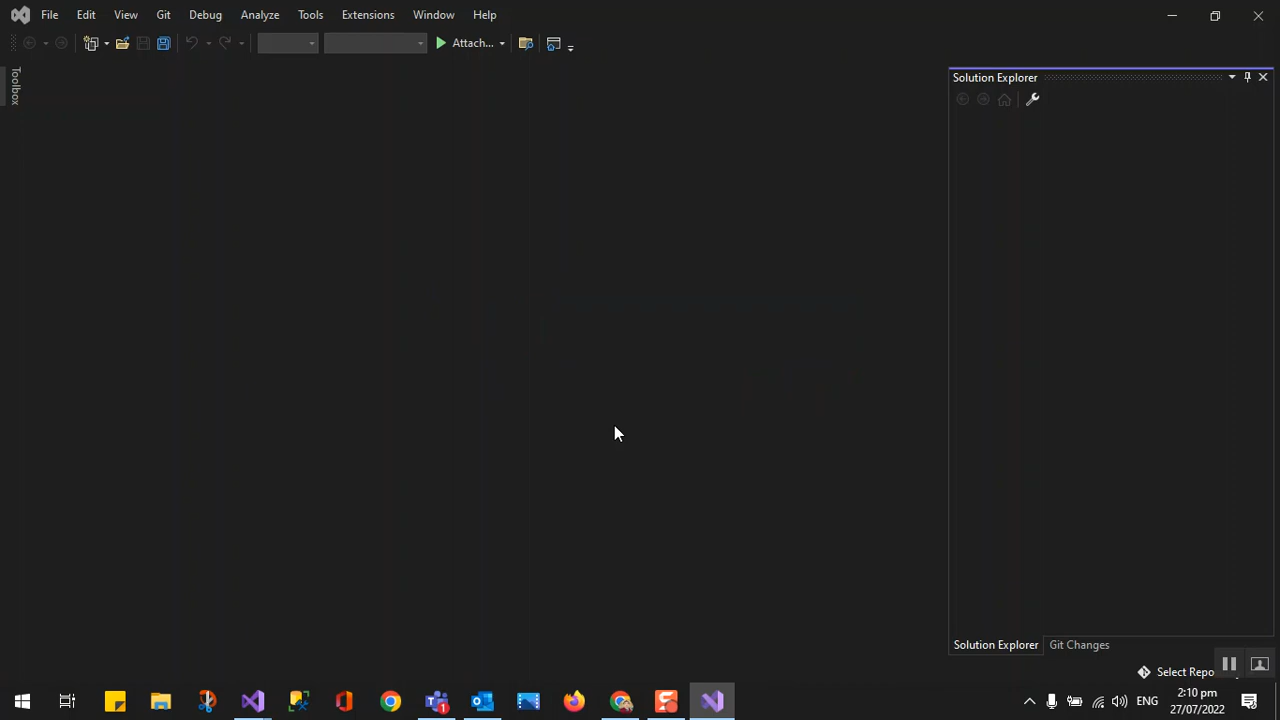 File Edit View Git Debug Analyze Tools Extensions Window Help
Attach...
Toolbox
Solution Explorer
Solution Explorer Git Changes
Select Repo
1
ENG
2:10 pm
27/07/2022